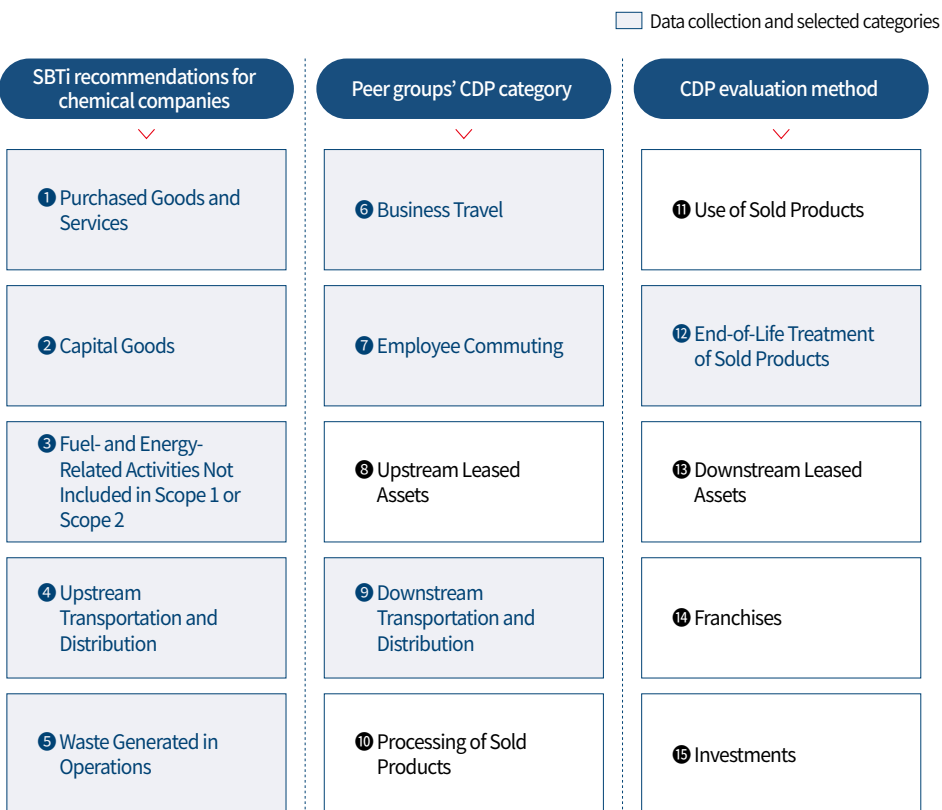 Data collection and selected categories
SBTi recommendations for
chemical companies
❶ Purchased Goods and
Services
❷ Capital Goods
❸ Fuel- and Energy-
Related Activities Not
Included in Scope 1 or
Scope 2
❹ Upstream
Transportation and
Distribution
❺ Waste Generated in
Operations
Peer groups' CDP category
❻ Business Travel
❼ Employee Commuting
❽ Upstream Leased
Assets
❾ Downstream
Transportation and
Distribution
❿ Processing of Sold
Products
CDP evaluation method
⓫ Use of Sold Products
⓬ End-of-Life Treatment
of Sold Products
⓭ Downstream Leased
Assets
⓮ Franchises
⓯ Investments